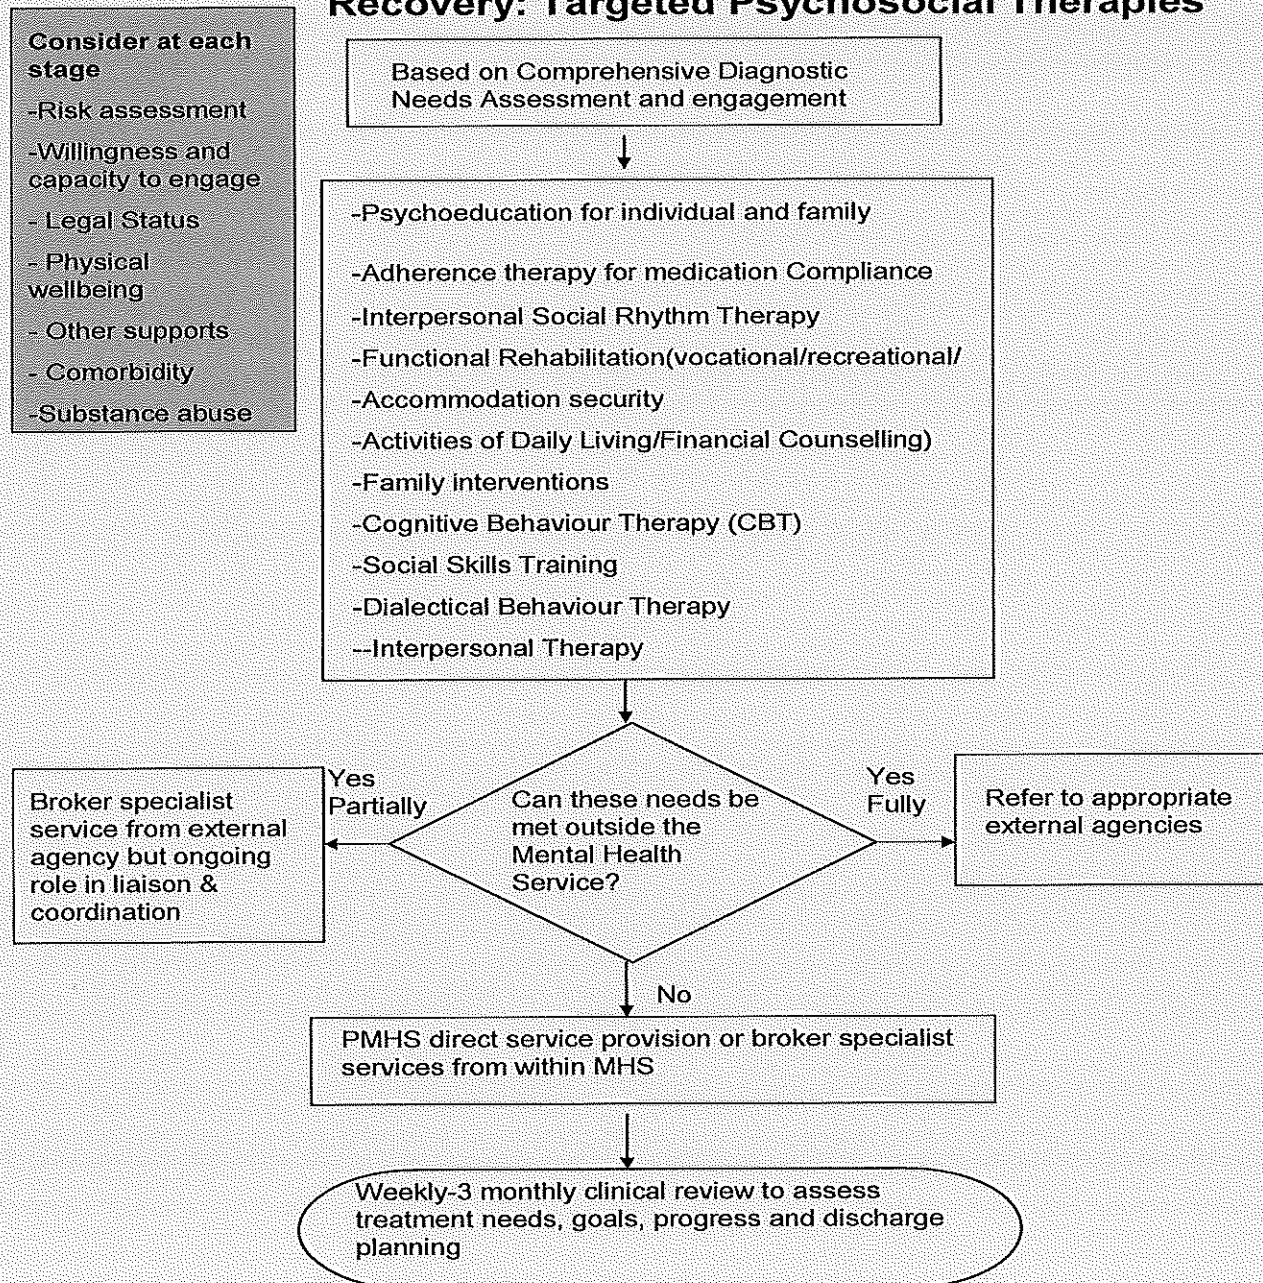 Recovery: Targeted Psychosocial Therapies
Consider at each
stage
-Risk assessment
-Willingness and
capacity to engage
- Legal Status
- Physical
wellbeing
- Other supports
- Comorbidity
-Substance abuse
Based on Comprehensive Diagnostic
Needs Assessment and engagement
-Psychoeducation for individual and family
-Adherence therapy for medication Compliance
-Interpersonal Social Rhythm Therapy
-Functional Rehabilitation(vocational/recreational/
-Accommodation security
-Activities of Daily Living/Financial Counselling)
-Family interventions
-Cognitive Behaviour Therapy (CBT)
-Social Skills Training
-Dialectical Behaviour Therapy
--Interpersonal Therapy
Yes
Partially
Broker specialist
service from external
agency but ongoing
role in liaison &
coordination
Can these needs be
met outside the
Mental Health
Service?
Yes
Fully
Refer to appropriate
external agencies
No
PMHS direct service provision or broker specialist
services from within MHS
Weekly-3 monthly clinical review to assess
treatment needs, goals, progress and discharge
planning